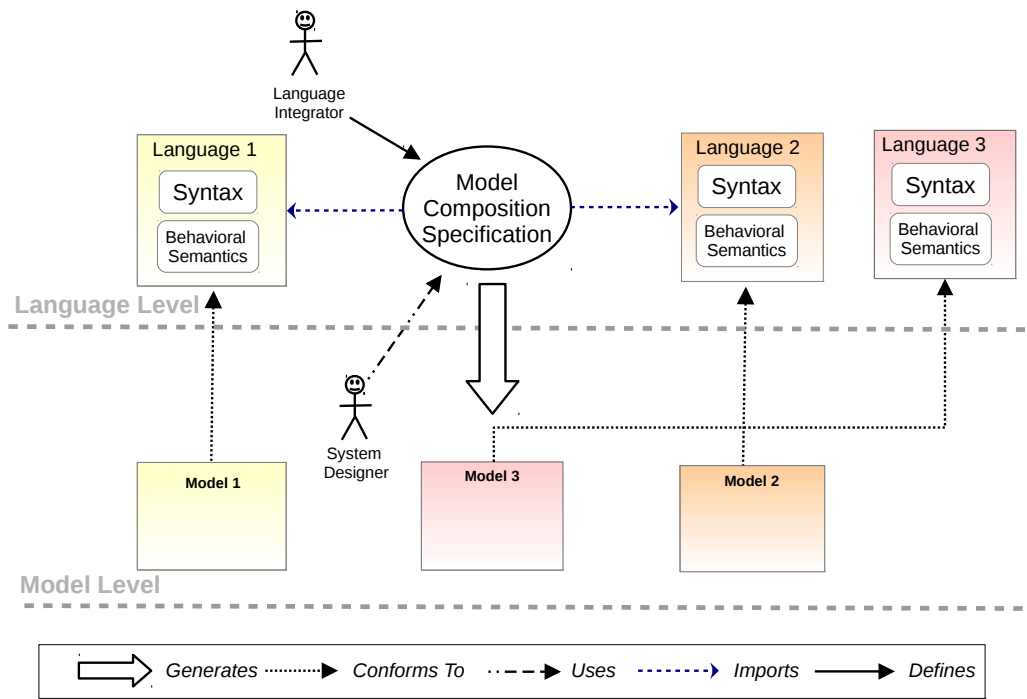 Language
Integrator
Language 1
Syntax
Behavioral
Semantics
Model
Composition
Specification
Language 2
Syntax
Behavioral
Semantics
Language 3
Syntax
Behavioral
Semantics
Language Level
System
Designer
Model 1
Model 3
Model 2
Model Level
Generates
Conforms To
Uses
Imports
Defines